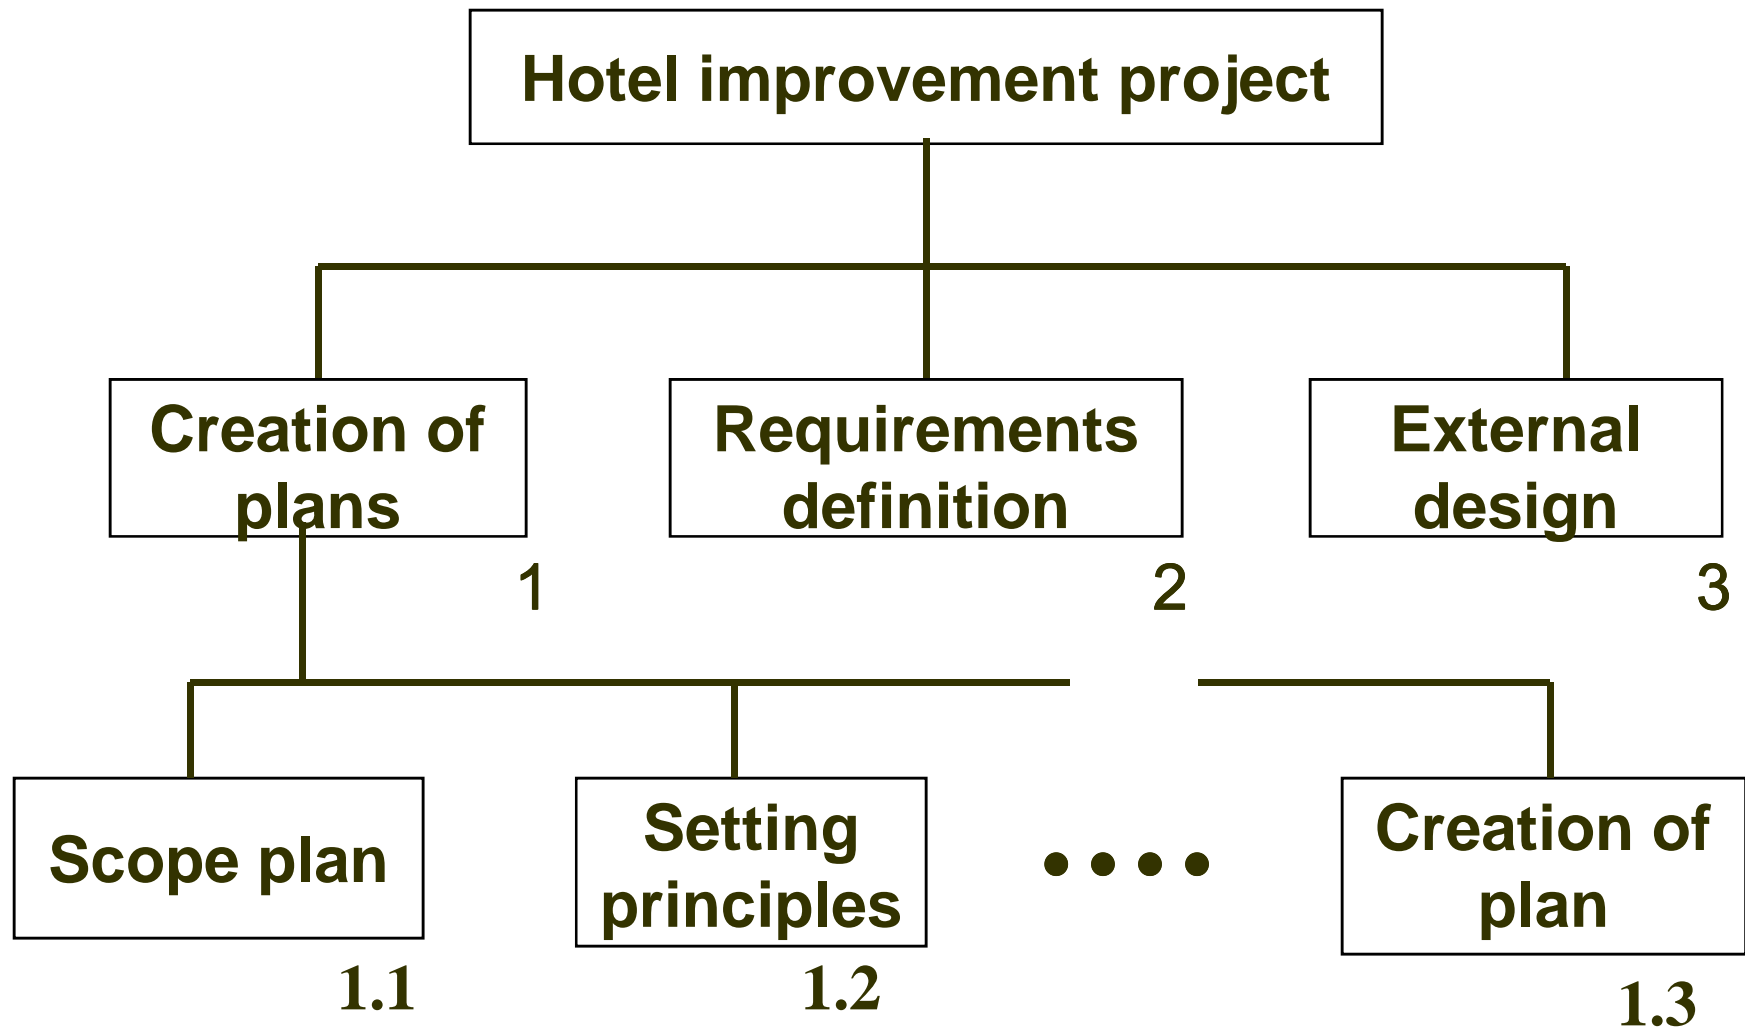 Hotel improvement project
Creation of
plans
1
Requirements
definition
2
External
design
3
Scope plan
1.1
Setting
principles
1.2
••••
Creation of
plan
1.3